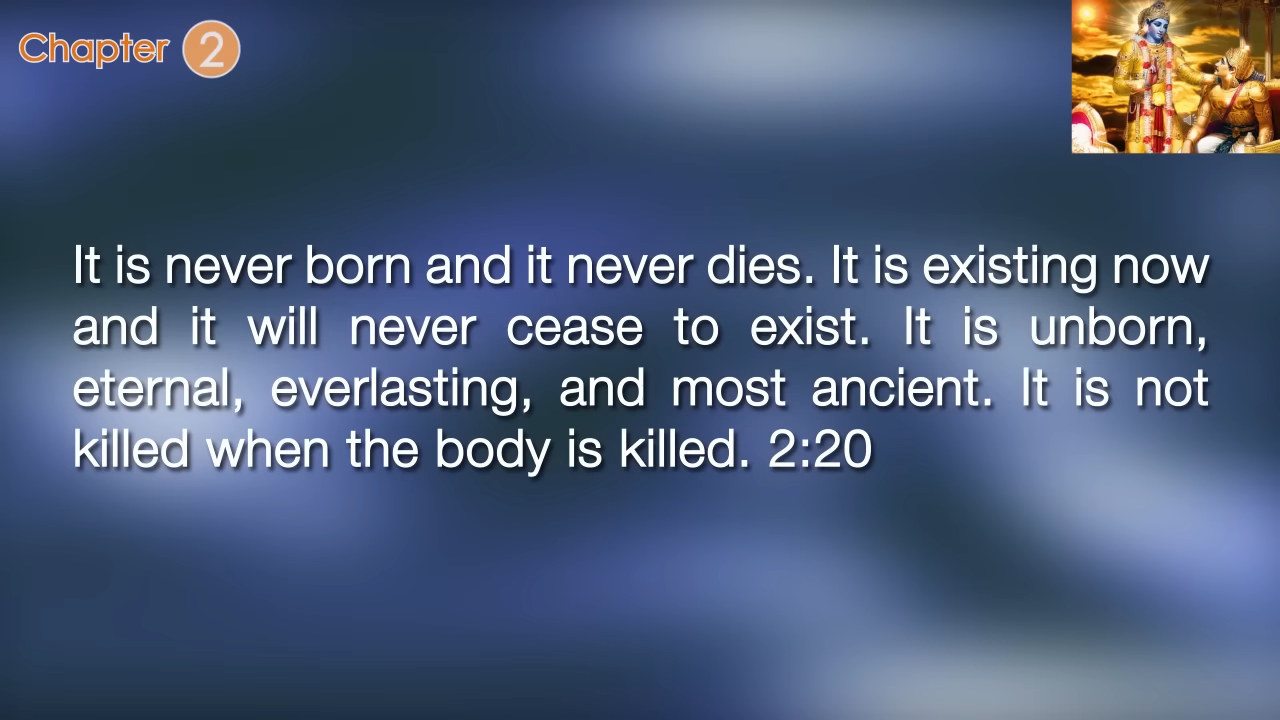 Chapter 2
It is never born and it never dies. It is existing now
and it will never cease to exist. It is unborn,
eternal, everlasting, and most ancient. It is not
killed when the body is killed. 2:20